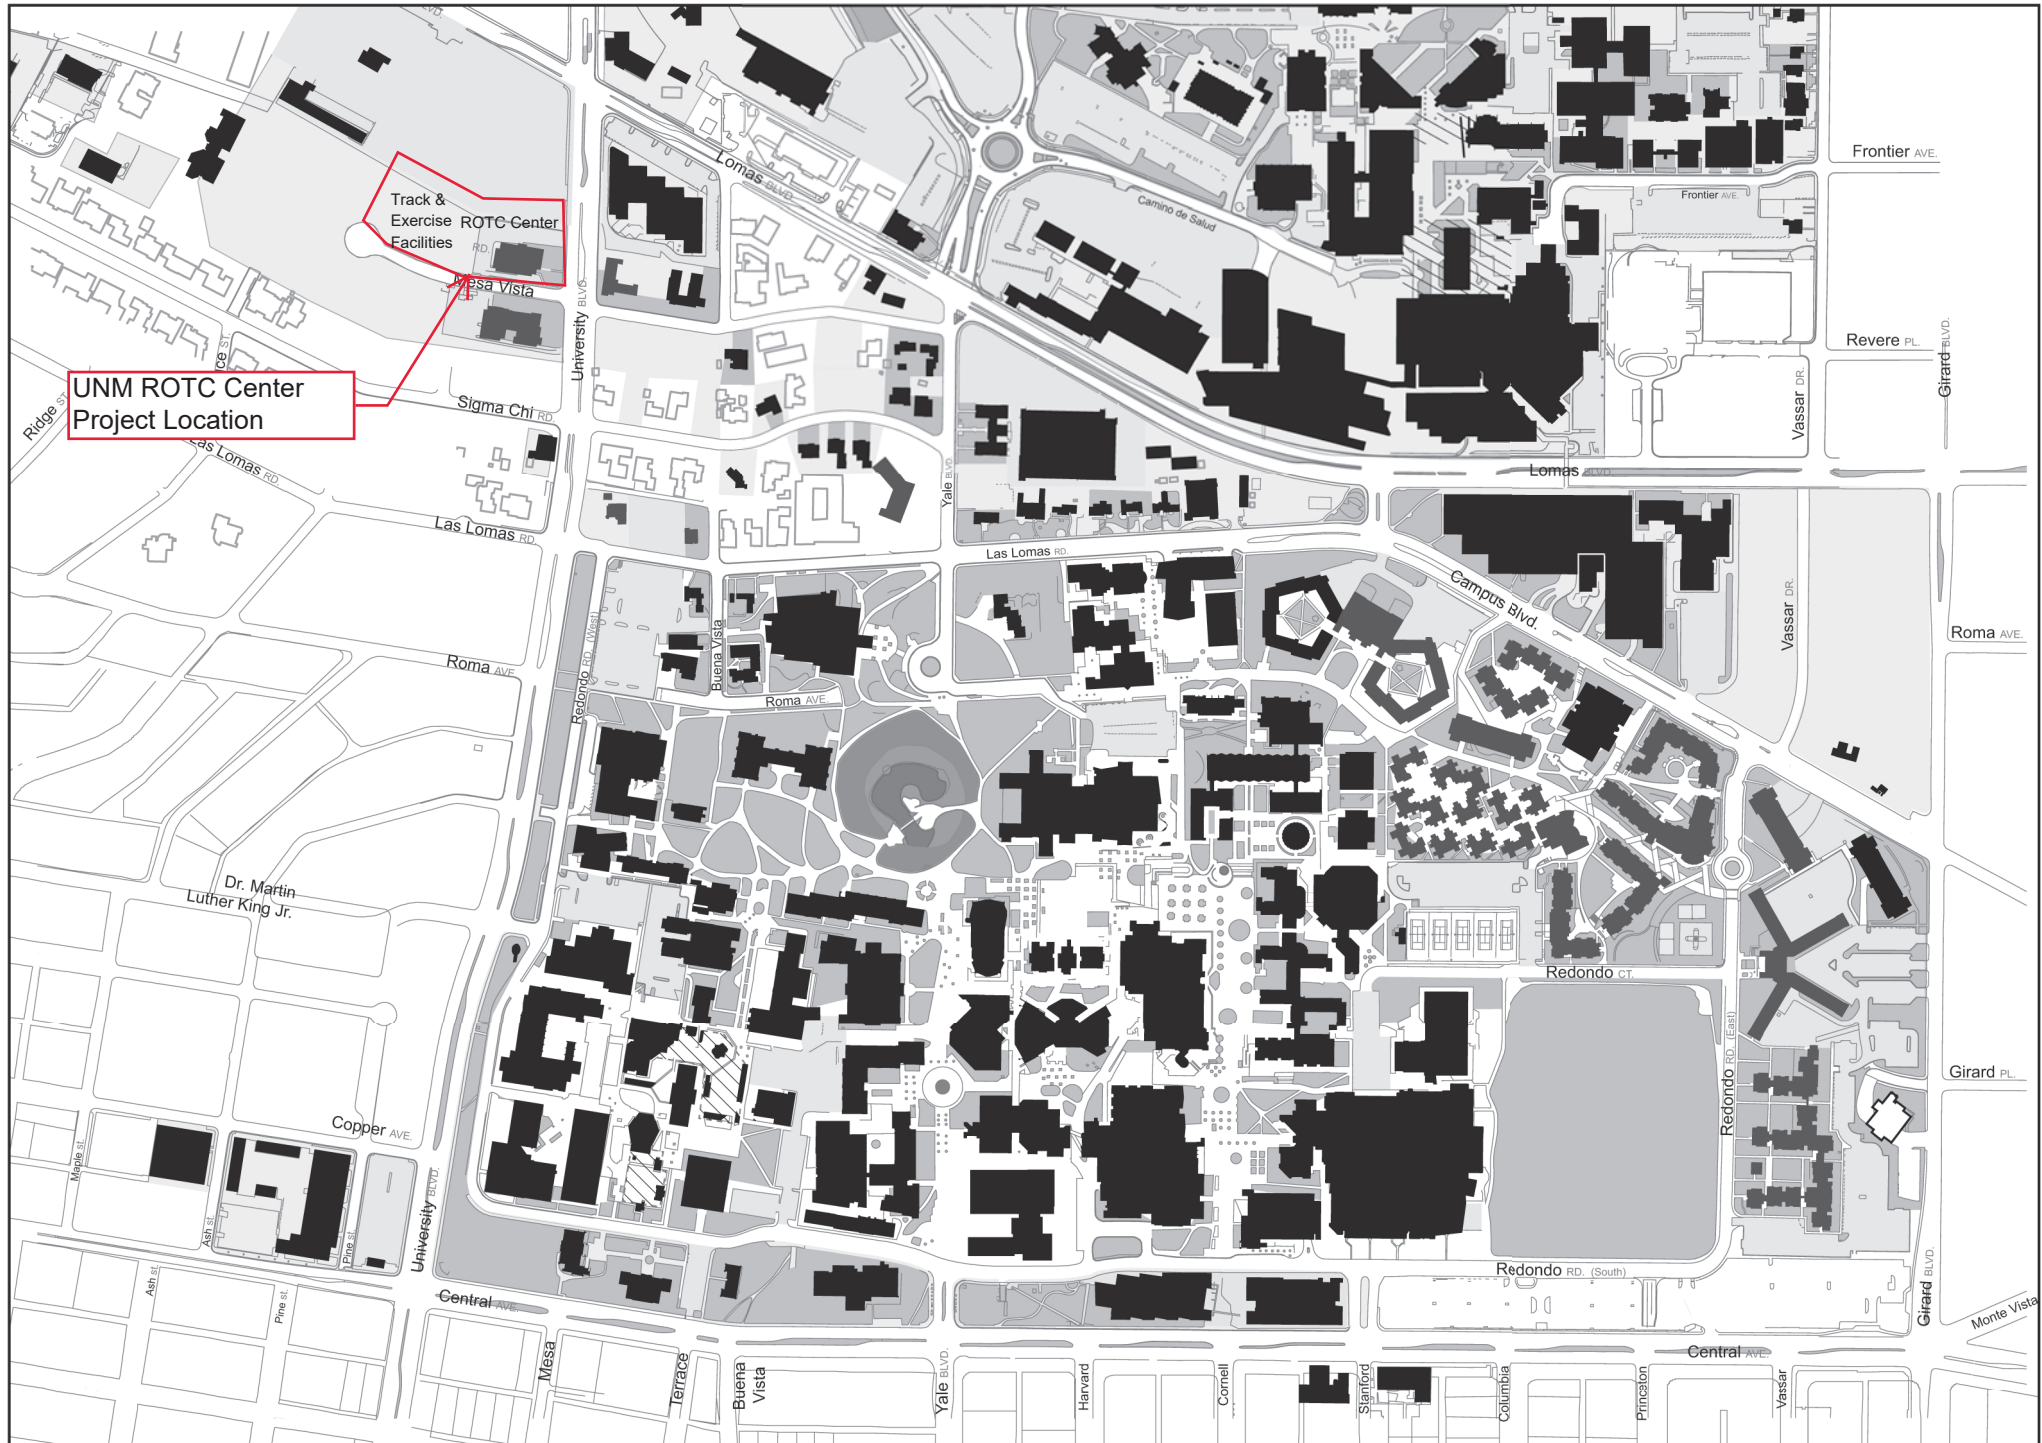 BLVD.
Lomas BLVD.
Track &
Exercise
Facilities
ROTC Center
RD.
Mesa Vista
University BLVD.
UNM ROTC Center
Project Location
Camino de Salud
Frontier AVE.
Frontier AVE.
Revere PL.
Girard BLVD.
Vassar DR.
Ridge ST.
Sigma Chi RD.
Las Lomas RD.
Las Lomas RD.
Yale BLVD.
Lomas BLVD.
Las Lomas RD.
Campus Blvd.
Vassar DR.
Roma AVE.
Roma AVE.
Redondo RD. (West)
Buena Vista
Roma AVE.
Dr. Martin
Luther King Jr.
Redondo CT.
Redondo RD. (East)
Girard PL.
Copper AVE.
Maple st.
Ash st.
Pine st.
University BLVD.
Ash st.
Pine st.
Central AVE.
Redondo RD. (South)
Girard BLVD.
Monte Vista
Central AVE.
Mesa
Terrace
Buena
Vista
Yale BLVD.
Harvard
Cornell
Stanford
Columbia
Princeton
Vassar